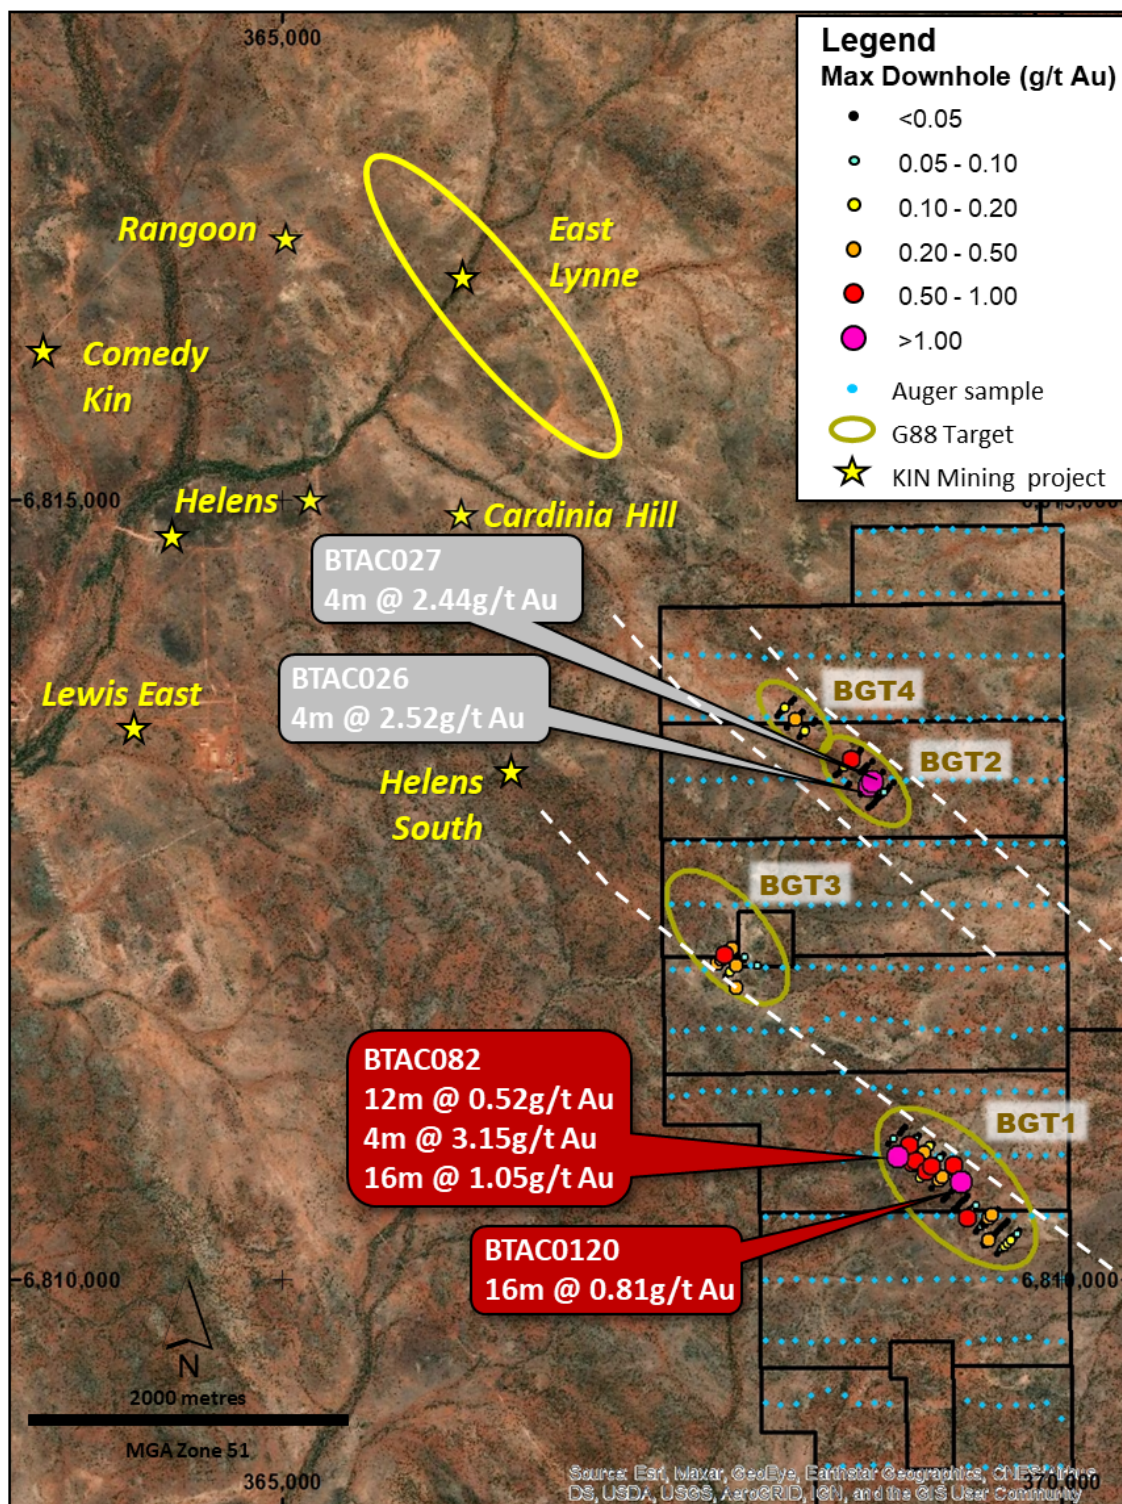 365,000
Legend
Max Downhole (g/t Au)
<0.05
0.05 - 0.10
0.10 - 0.20
0.20 - 0.50
0.50 - 1.00
>1.00
Auger sample
G88 Target
KIN Mining project
Rangoon
East
Lynne
Comedy
Kin
6,815,000
Helens
Cardinia Hill
BTAC027
4m @ 2.44g/t Au
BTAC026
4m @ 2.52g/t Au
Lewis East
BGT4
BGT2
Helens
South
BGT3
BTAC082
12m @ 0.52g/t Au
4m @ 3.15g/t Au
16m @ 1.05g/t Au
BGT1
BTAC0120
16m @ 0.81g/t Au
6,810,000
6,810,000
N
2000 metres
MGA Zone 51
365,000
Source: Esri, Maxar, GeoEye, Earthstar Geographics, CNES/Airbus
DS, USDA, USGS, AeroGRID, IGN, and the GIS User Community